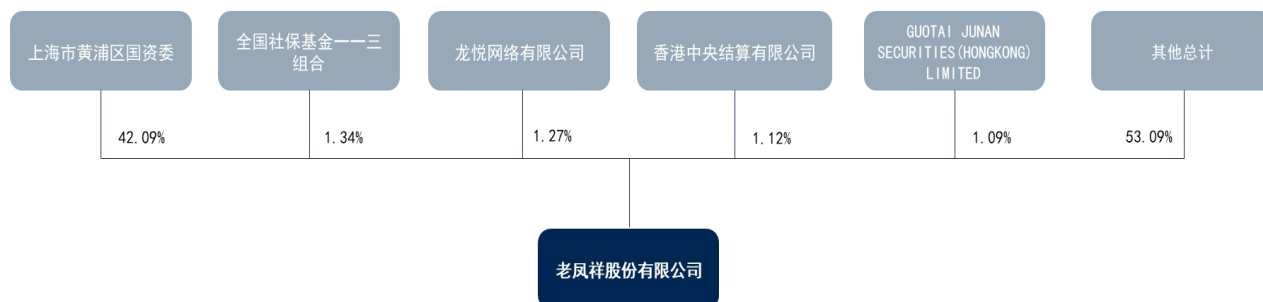 上海市黄浦区国资委
全国社保基金一一三
组合
龙悦网络有限公司
香港中央结算有限公司
GUOTAI JUNAN
SECURITIES(HONGKONG)
LIMITED
其他总计
42.09%
1.34%
1.27%
1.12%
1.09%
53.09%
老凤祥股份有限公司